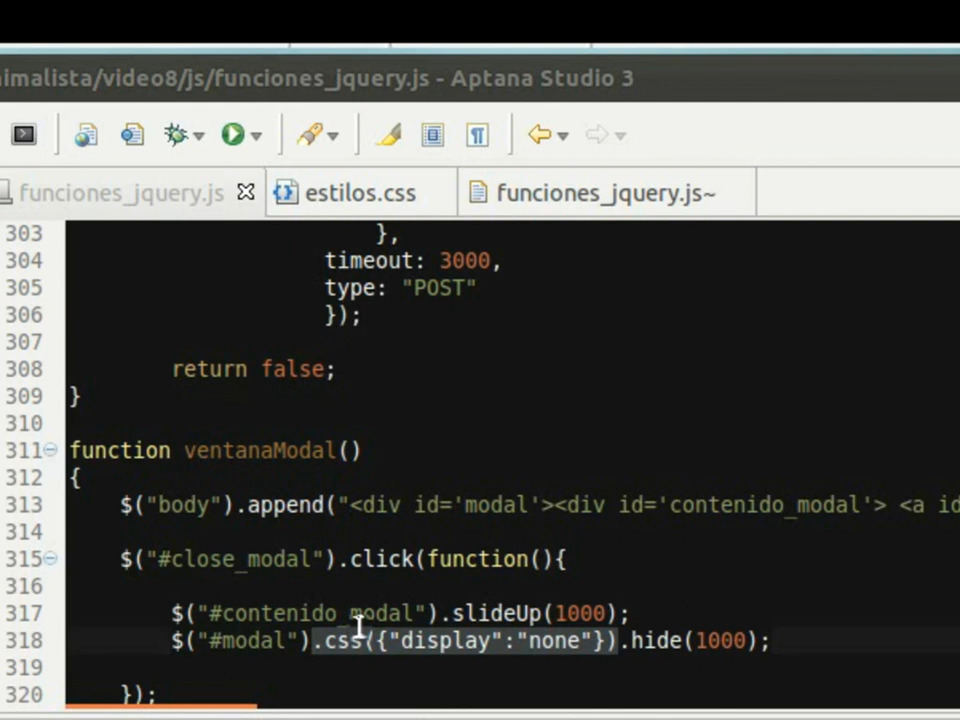 imalista/video8/js/funciones_jquery.js - Aptana Studio 3
funciones_jquery.js
estilos.css
funciones_jquery.js~
303 },
304 timeout: 3000,
305 type: "POST"
306 });
307
308 return false;
309 }
310
311 function ventanaModal()
312 {
313 $("body").append("<div id='modal'><div id='contenido_modal'> <a id
314
315 $("#close_modal").click(function(){
316
317 $("#contenido_modal").slideUp(1000);
318 $("#modal").css({"display":"none"}).hide(1000);
319
320 });